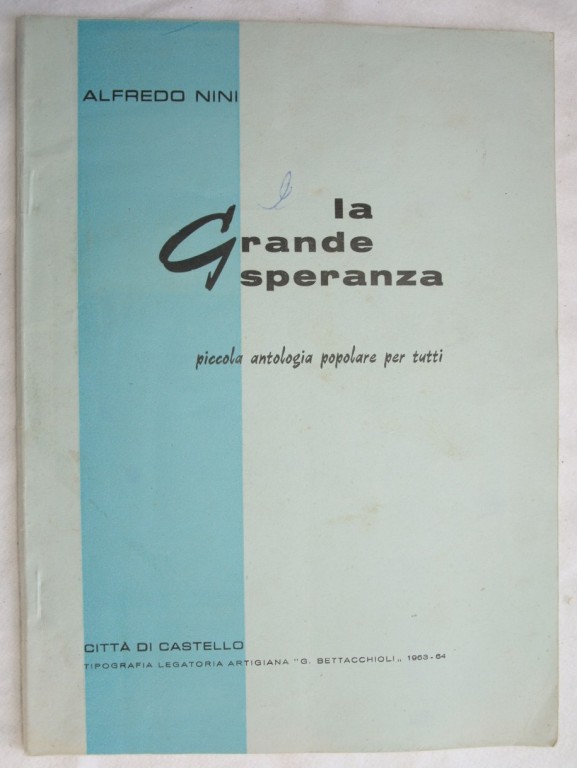 ALFREDO NINI
la
Grande
speranza
piccola antologia popolare per tutti
CITTÀ DI CASTELLO
TIPOGRAFIA LEGATORIA ARTIGIANA "G. BETTACCHIOLI„ 1963-64